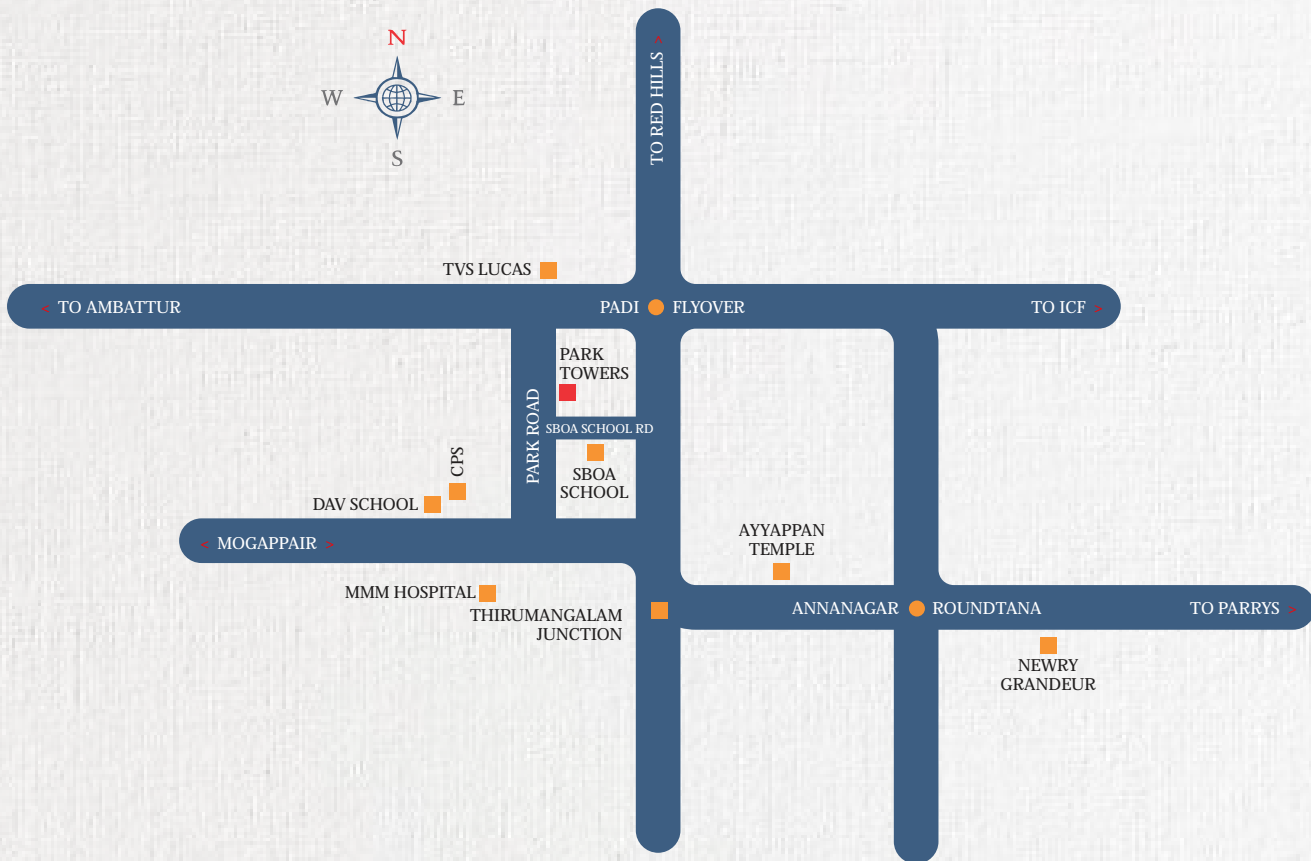 N
W
E
S
TO RED HILLS >
TVS LUCAS
< TO AMBATTUR
PADI
FLYOVER
TO ICF >
PARK
TOWERS
PARK ROAD
SBOA SCHOOL RD
CPS
SBOA
SCHOOL
DAV SCHOOL
< MOGAPPAIR >
AYYAPPAN
TEMPLE
MMM HOSPITAL
THIRUMANGALAM
JUNCTION
ANNANAGAR
ROUNDTANA
TO PARRYS >
NEWRY
GRANDEUR